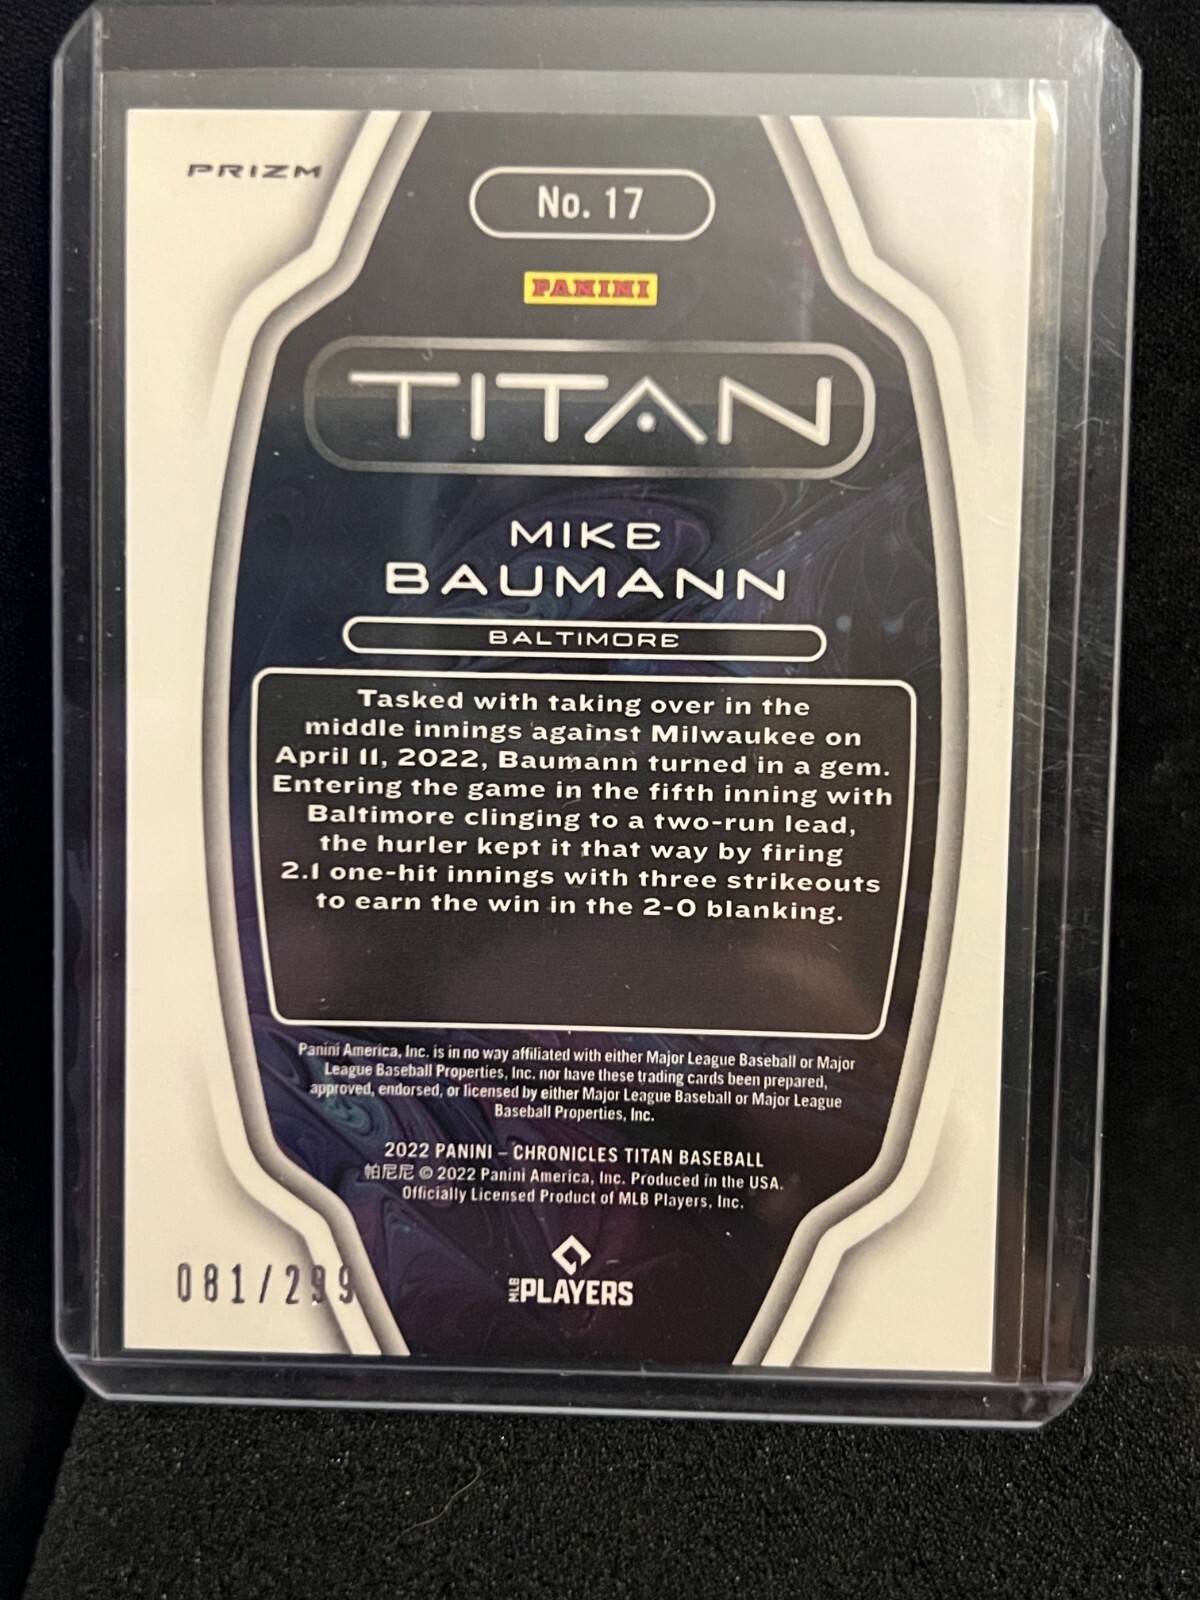 PRIZM
No. 17
PANINI
TITAN
MIKE
BAUMANN
BALTIMORE
Tasked with taking over in the
middle innings against Milwaukee on
April 11, 2022, Baumann turned in a gem.
Entering the game in the fifth inning with
Baltimore clinging to a two-run lead,
the hurler kept it that way by firing
2.1 one-hit innings with three strikeouts
to earn the win in the 2-0 blanking.
Panini America, Inc. is in no way affiliated with either Major League Baseball or Major
League Baseball Properties, Inc. nor have these trading cards been prepared,
approved, endorsed, or licensed by either Major League Baseball or Major League
Baseball Properties, Inc.
2022 PANINI – CHRONICLES TITAN BASEBALL
帕尼尼 © 2022 Panini America, Inc. Produced in the USA.
Officially Licensed Product of MLB Players, Inc.
081/299
MLB PLAYERS